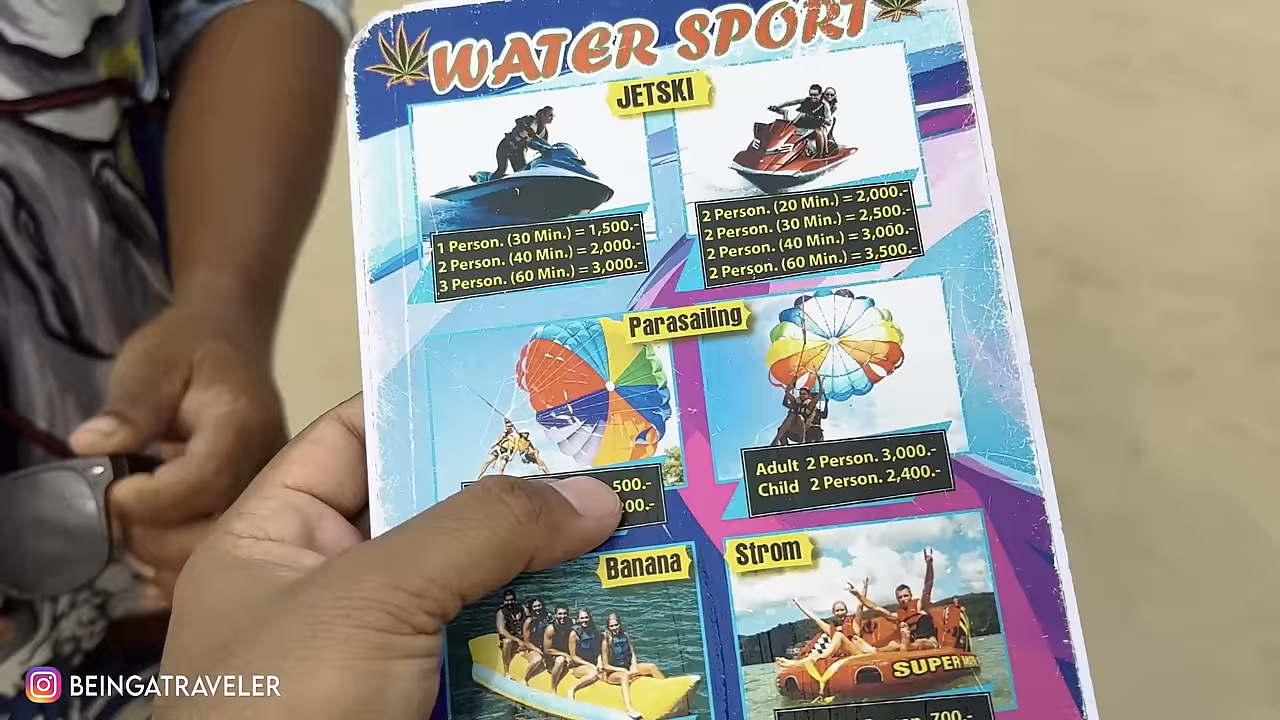 WATER SPORT
JETSKI
1 Person. (30 Min.) = 1,500.-
2 Person. (40 Min.) = 2,000.-
3 Person. (60 Min.) = 3,000.-
2 Person. (20 Min.) = 2,000.-
2 Person. (30 Min.) = 2,500.-
2 Person. (40 Min.) = 3,000.-
2 Person. (60 Min.) = 3,500.-
Parasailing
500.-
200.-
Adult 2 Person. 3,000.-
Child 2 Person. 2,400.-
Banana
Strom
SUPER
700.-
BEINGATRAVELER